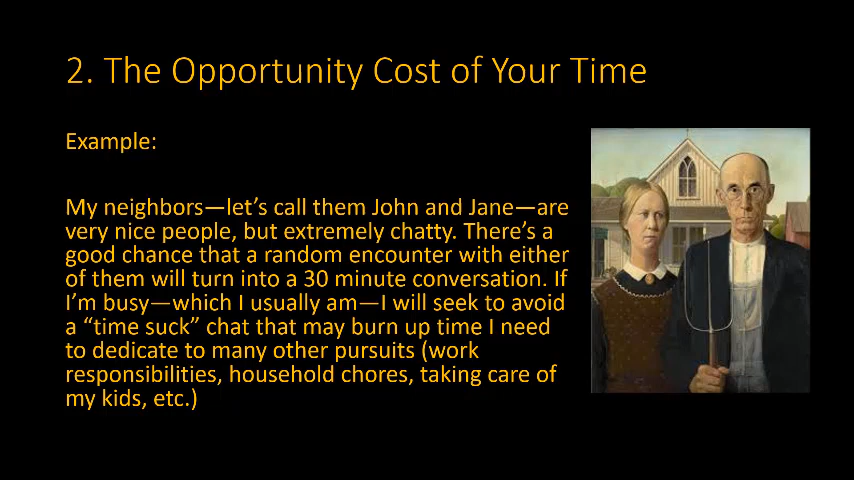 2. The Opportunity Cost of Your Time
Example:
My neighbors—let’s call them John and Jane—are
very nice people, but extremely chatty. There’s a
good chance that a random encounter with either
of them will turn into a 30 minute conversation. If
I’m busy—which I usually am—I will seek to avoid
a “time suck” chat that may burn up time I need
to dedicate to many other pursuits (work
responsibilities, household chores, taking care of
my kids, etc.)